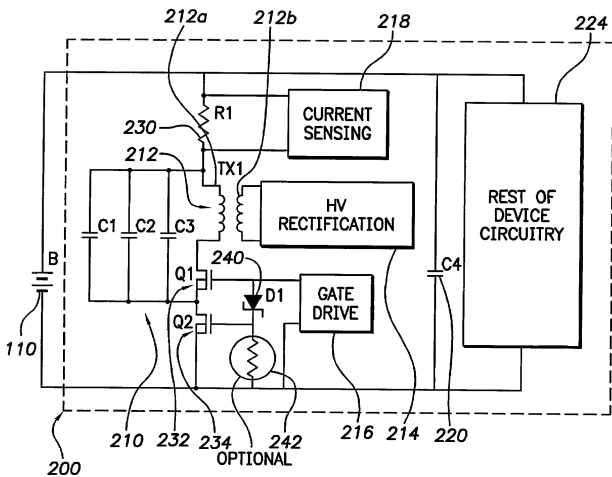 212a 212b 218 224
R1
CURRENT
SENSING
230
212
TX1
HV
RECTIFICATION
REST OF
DEVICE
CIRCUITRY
C1 C2 C3
B
240
C4
Q1
D1
GATE
DRIVE
110
Q2
210 232 234 242 216 214 220
200
OPTIONAL